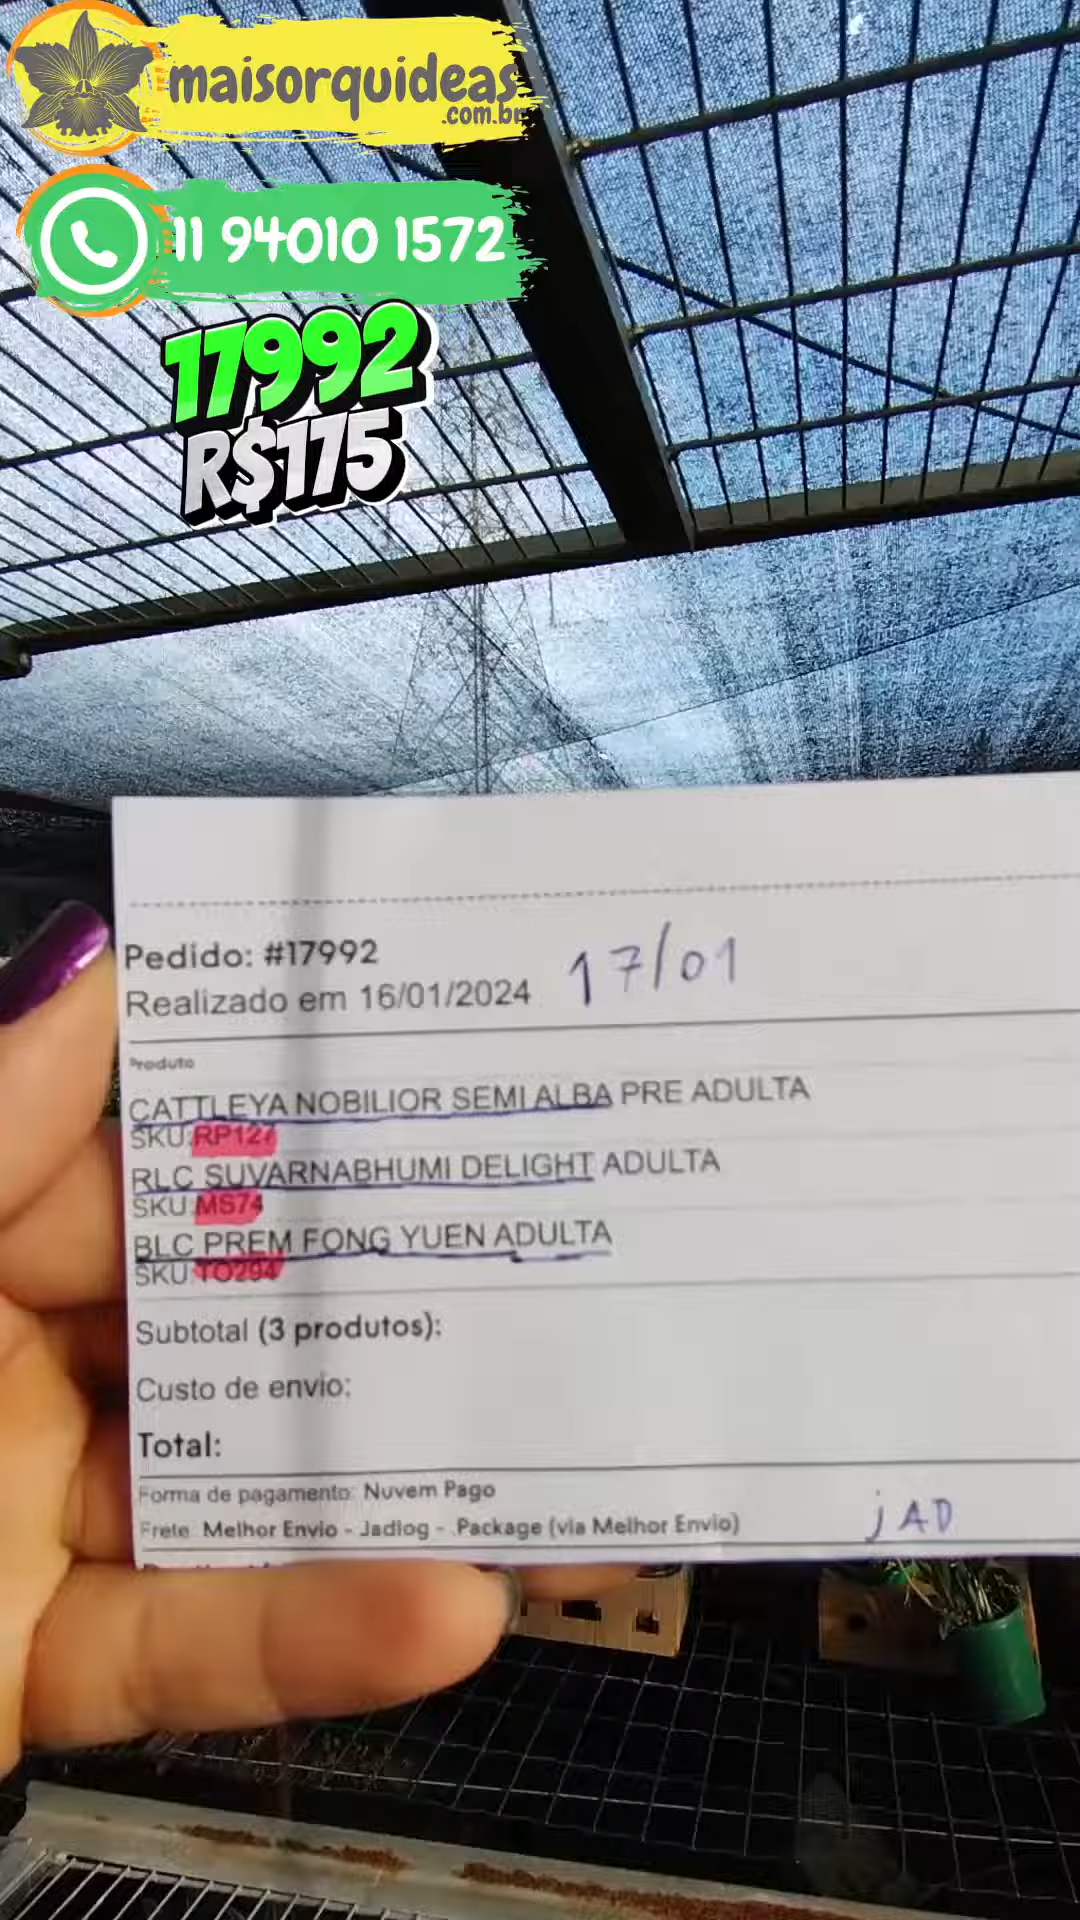 maisorquideas
.com.br
11 94010 1572
17992
R$175
Pedido: #17992
17/01
Realizado em 16/01/2024
Produto
CATTLEYA NOBILIOR SEMI ALBA PRE ADULTA
SKU:RP127
RLC SUVARNABHUMI DELIGHT ADULTA
SKU:MS74
BLC PREM FONG YUEN ADULTA
SKU:TO294
Subtotal (3 produtos):
Custo de envio:
Total:
Forma de pagamento: Nuvem Pago
Frete: Melhor Envio - Jadlog - .Package (via Melhor Envio)
jAD